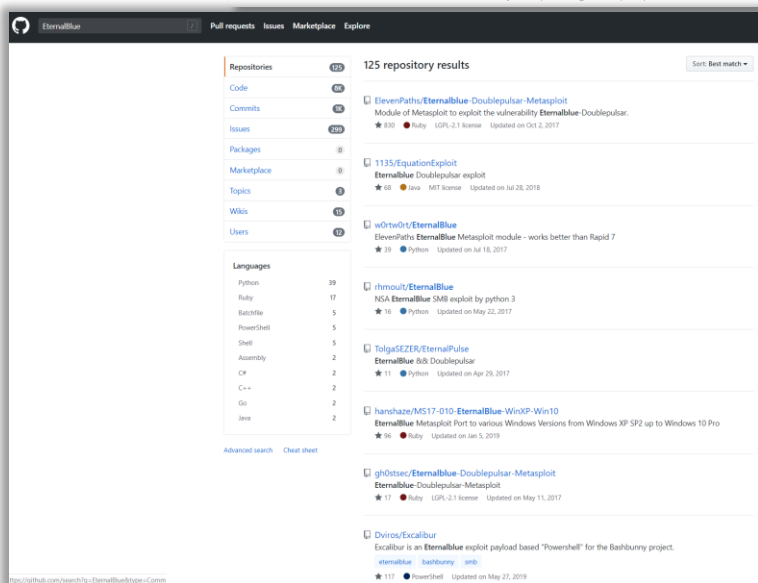 EternalBlue
/
Pull requests Issues Marketplace Explore
Repositories 125
Code 8K
Commits 1K
Issues 299
Packages 0
Marketplace 0
Topics 3
Wikis 15
Users 12
Languages
Python 39
Ruby 17
Batchfile 5
PowerShell 5
Shell 5
Assembly 2
C# 2
C++ 2
Go 2
Java 2
Advanced search Cheat sheet
125 repository results
Sort: Best match
ElevenPaths/Eternalblue-Doublepulsar-Metasploit
Module of Metasploit to exploit the vulnerability Eternalblue-Doublepulsar.
830 Ruby LGPL-2.1 license Updated on Oct 2, 2017
1135/EquationExploit
Eternalblue Doublepulsar exploit
68 Java MIT license Updated on Jul 28, 2018
w0rtw0rt/EternalBlue
ElevenPaths EternalBlue Metasploit module - works better than Rapid 7
39 Python Updated on Jul 18, 2017
rhmoult/EternalBlue
NSA EternalBlue SMB exploit by python 3
16 Python Updated on May 22, 2017
TolgaSEZER/EternalPulse
EternalBlue && Doublepulsar
11 Python Updated on Apr 29, 2017
hanshaze/MS17-010-EternalBlue-WinXP-Win10
EternalBlue Metasploit Port to various Windows Versions from Windows XP SP2 up to Windows 10 Pro
96 Ruby Updated on Jan 5, 2019
gh0stsec/Eternalblue-Doublepulsar-Metasploit
Eternalblue-Doublepulsar-Metasploit
17 Ruby LGPL-2.1 license Updated on May 11, 2017
Dviros/Excalibur
Excalibur is an Eternalblue exploit payload based "Powershell" for the Bashbunny project.
eternalblue bashbunny smb
117 PowerShell Updated on May 27, 2019
ttps://github.com/search?q=EternalBlue&type=Comm